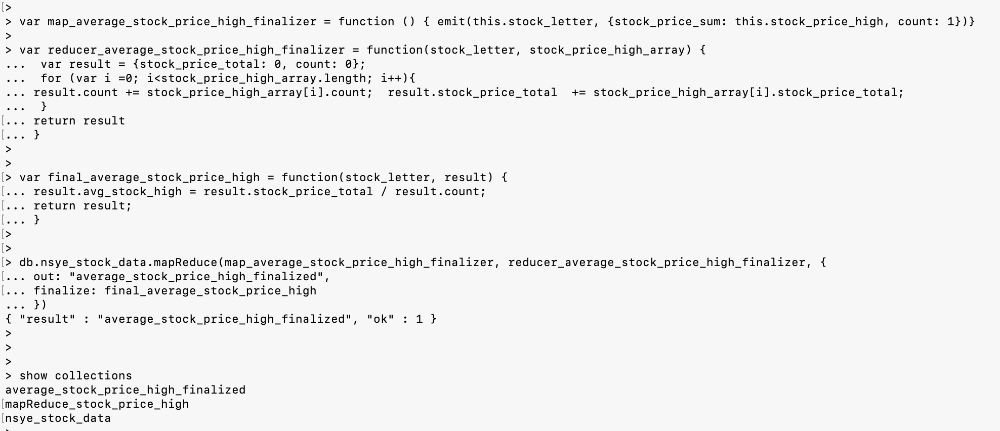 [>
> var map_average_stock_price_high_finalizer = function () { emit(this.stock_letter, {stock_price_sum: this.stock_price_high, count: 1})}
>
> var reducer_average_stock_price_high_finalizer = function(stock_letter, stock_price_high_array) {
...  var result = {stock_price_total: 0, count: 0};
...  for (var i =0; i<stock_price_high_array.length; i++){
... result.count += stock_price_high_array[i].count;  result.stock_price_total  += stock_price_high_array[i].stock_price_total;
...  }
[... return result
[... }
>
>
[> var final_average_stock_price_high = function(stock_letter, result) {
[... result.avg_stock_high = result.stock_price_total / result.count;
[... return result;
[... }
[>
[>
[> db.nsye_stock_data.mapReduce(map_average_stock_price_high_finalizer, reducer_average_stock_price_high_finalizer, {
[... out: "average_stock_price_high_finalized",
[... finalize: final_average_stock_price_high
... })
{ "result" : "average_stock_price_high_finalized", "ok" : 1 }
>
>
>
> show collections
average_stock_price_high_finalized
[mapReduce_stock_price_high
[nsye_stock_data